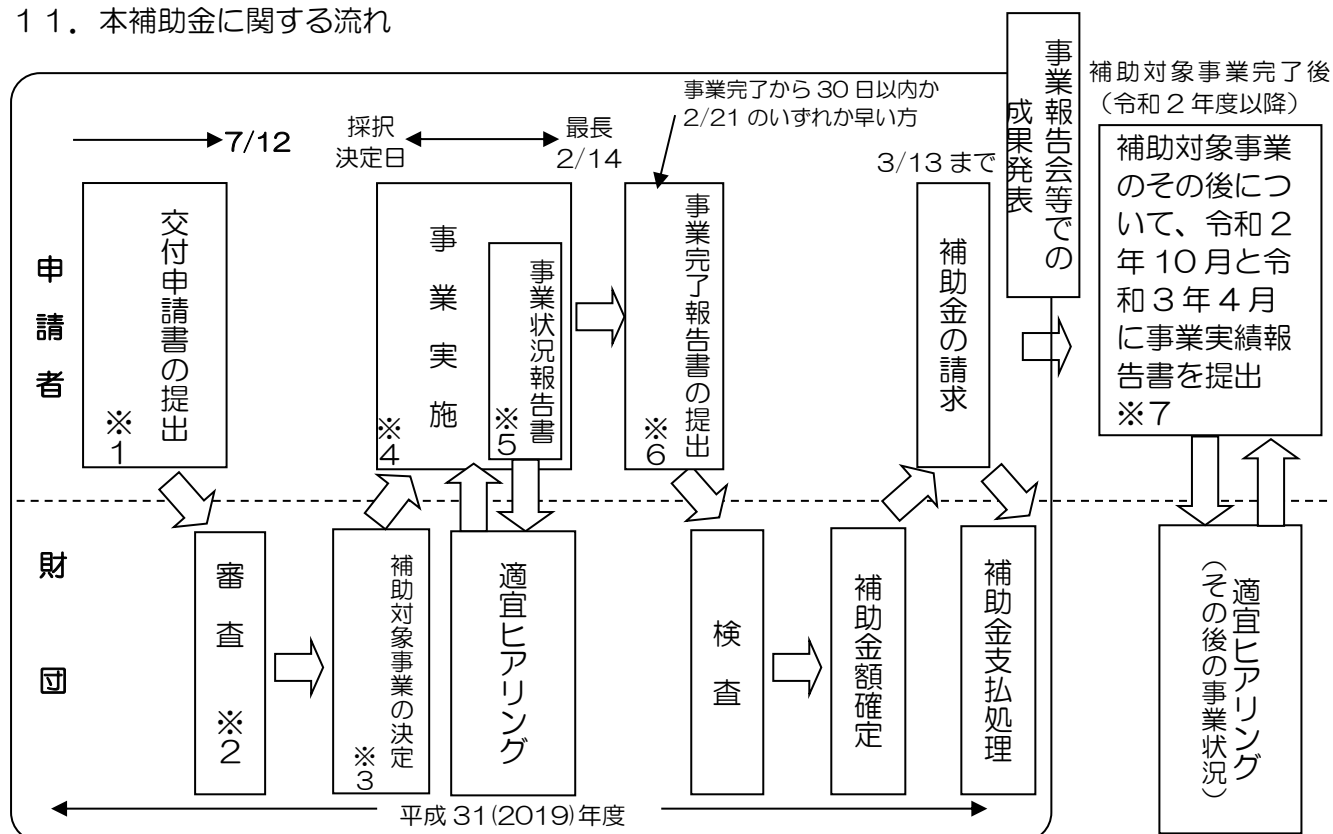 １１．本補助金に関する流れ
7/12
採択
決定日
最長
2/14
事業完了から 30 日以内か
2/21 のいずれか早い方
3/13 まで
事業報告会等での
成果発表
補助対象事業完了後
（令和２年度以降）
申請者
交付申請書の提出
※1
事業実施
※4
事業状況報告書
※5
事業完了報告書の提出
※6
補助金の請求
補助対象事業
のその後につ
いて、令和２
年 10 月と令
和３年４月
に事業実績報
告書を提出
※7
財団
審査 ※2
補助対象事業の決定
※3
適宜ヒアリング
検査
補助金額確定
補助金支払処理
適宜ヒアリング
（その後の事業状況）
平成 31(2019)年度